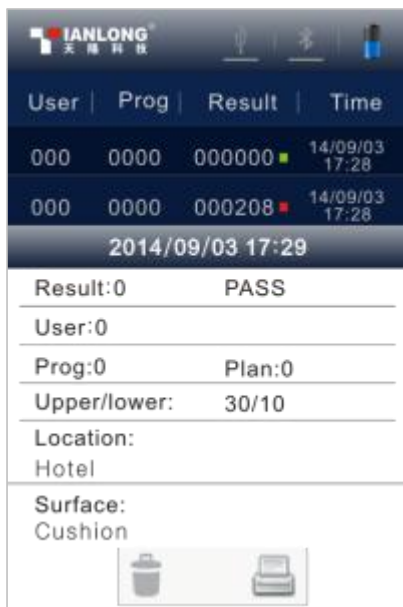 TIANLONG
天隆科技
User | Prog | Result | Time
000 0000 000000 14/09/03 17:28
000 0000 000208 14/09/03 17:28
2014/09/03 17:29
Result:0 PASS
User:0
Prog:0 Plan:0
Upper/lower: 30/10
Location:
Hotel
Surface:
Cushion